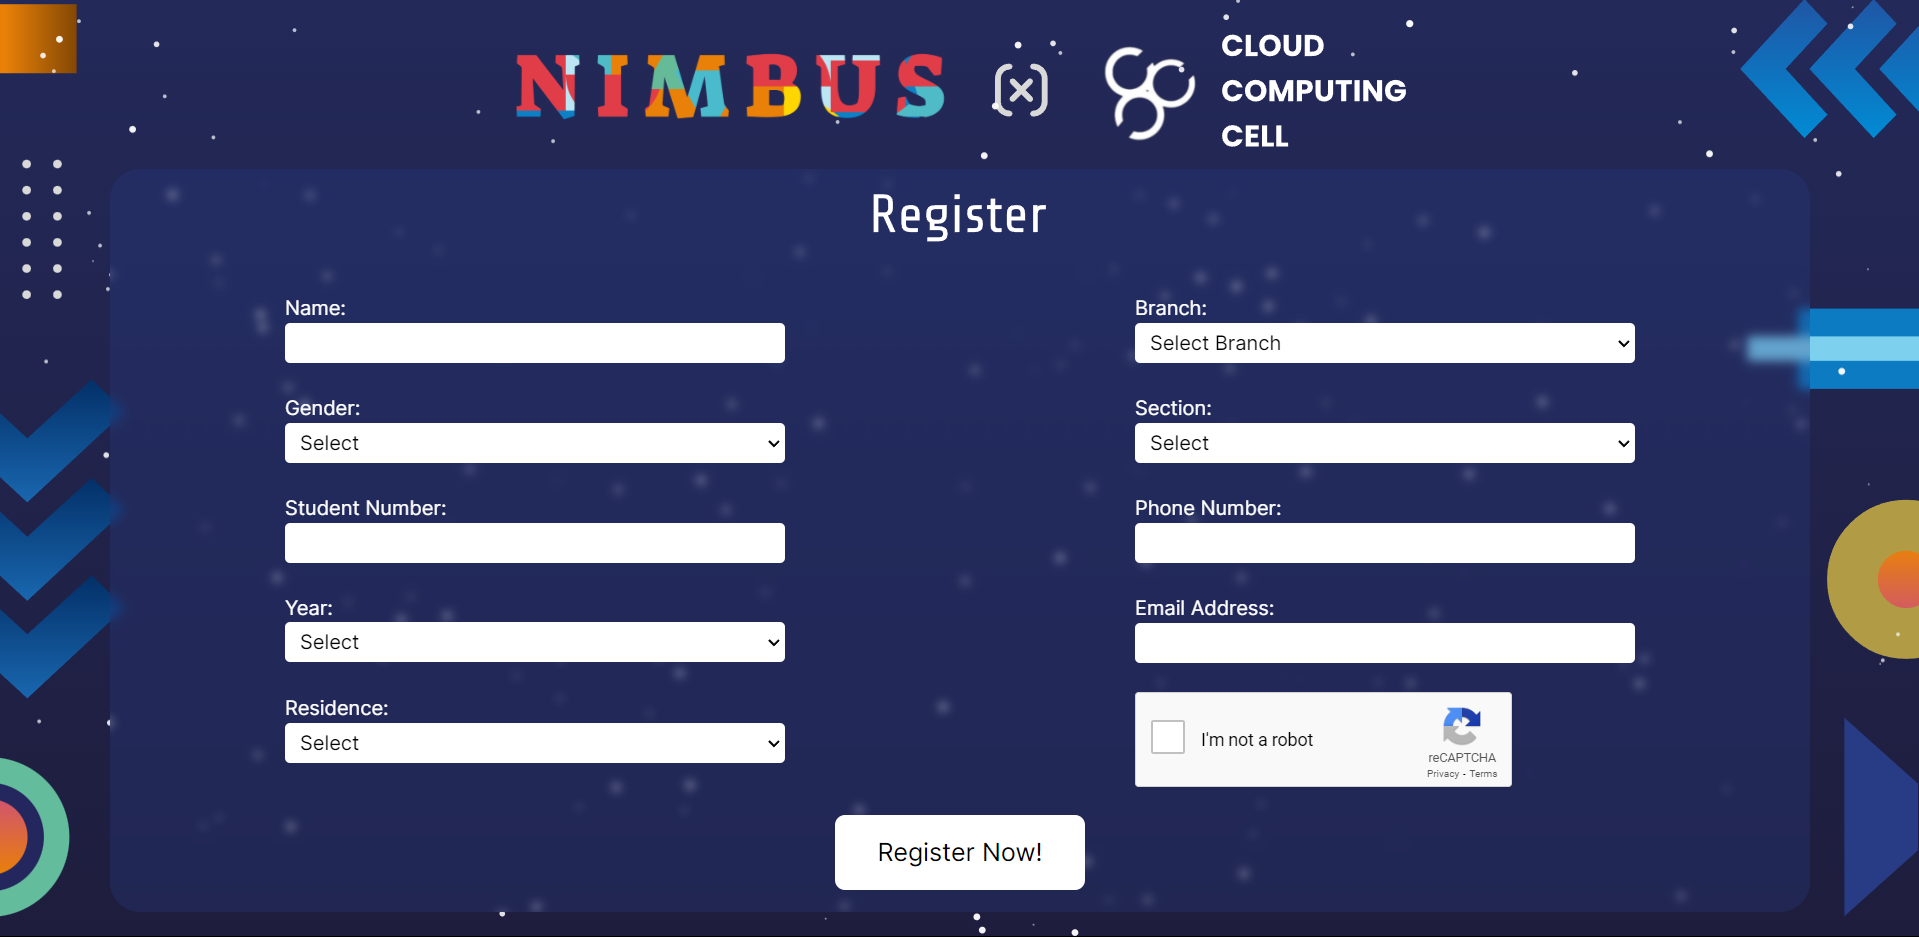 NIMBUS
CLOUD
COMPUTING
CELL
Register
Name:
Branch:
Select Branch
Gender:
Select
Section:
Select
Student Number:
Phone Number:
Year:
Select
Email Address:
Residence:
Select
I'm not a robot
reCAPTCHA
Privacy - Terms
Register Now!